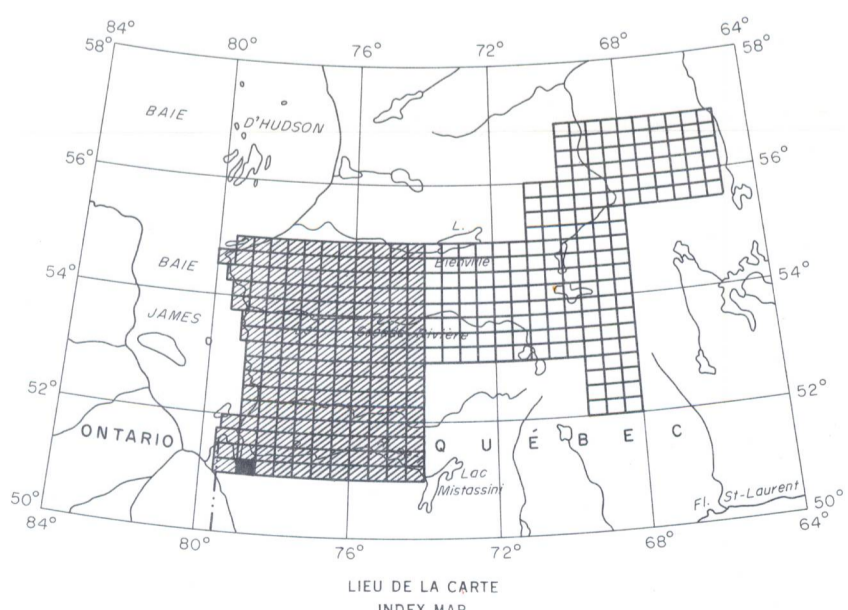 84°
80°
76°
72°
68°
64°
58°
58°
BAIE
D'HUDSON
56°
56°
L.
Bienville
BAIE
54°
54°
JAMES
Rivière
52°
52°
ONTARIO
QUÉBEC
Lac
Mistassini
Fl. St-Laurent
50°
50°
84°
80°
76°
72°
68°
64°
LIEU DE LA CARTE
INDEX MAP